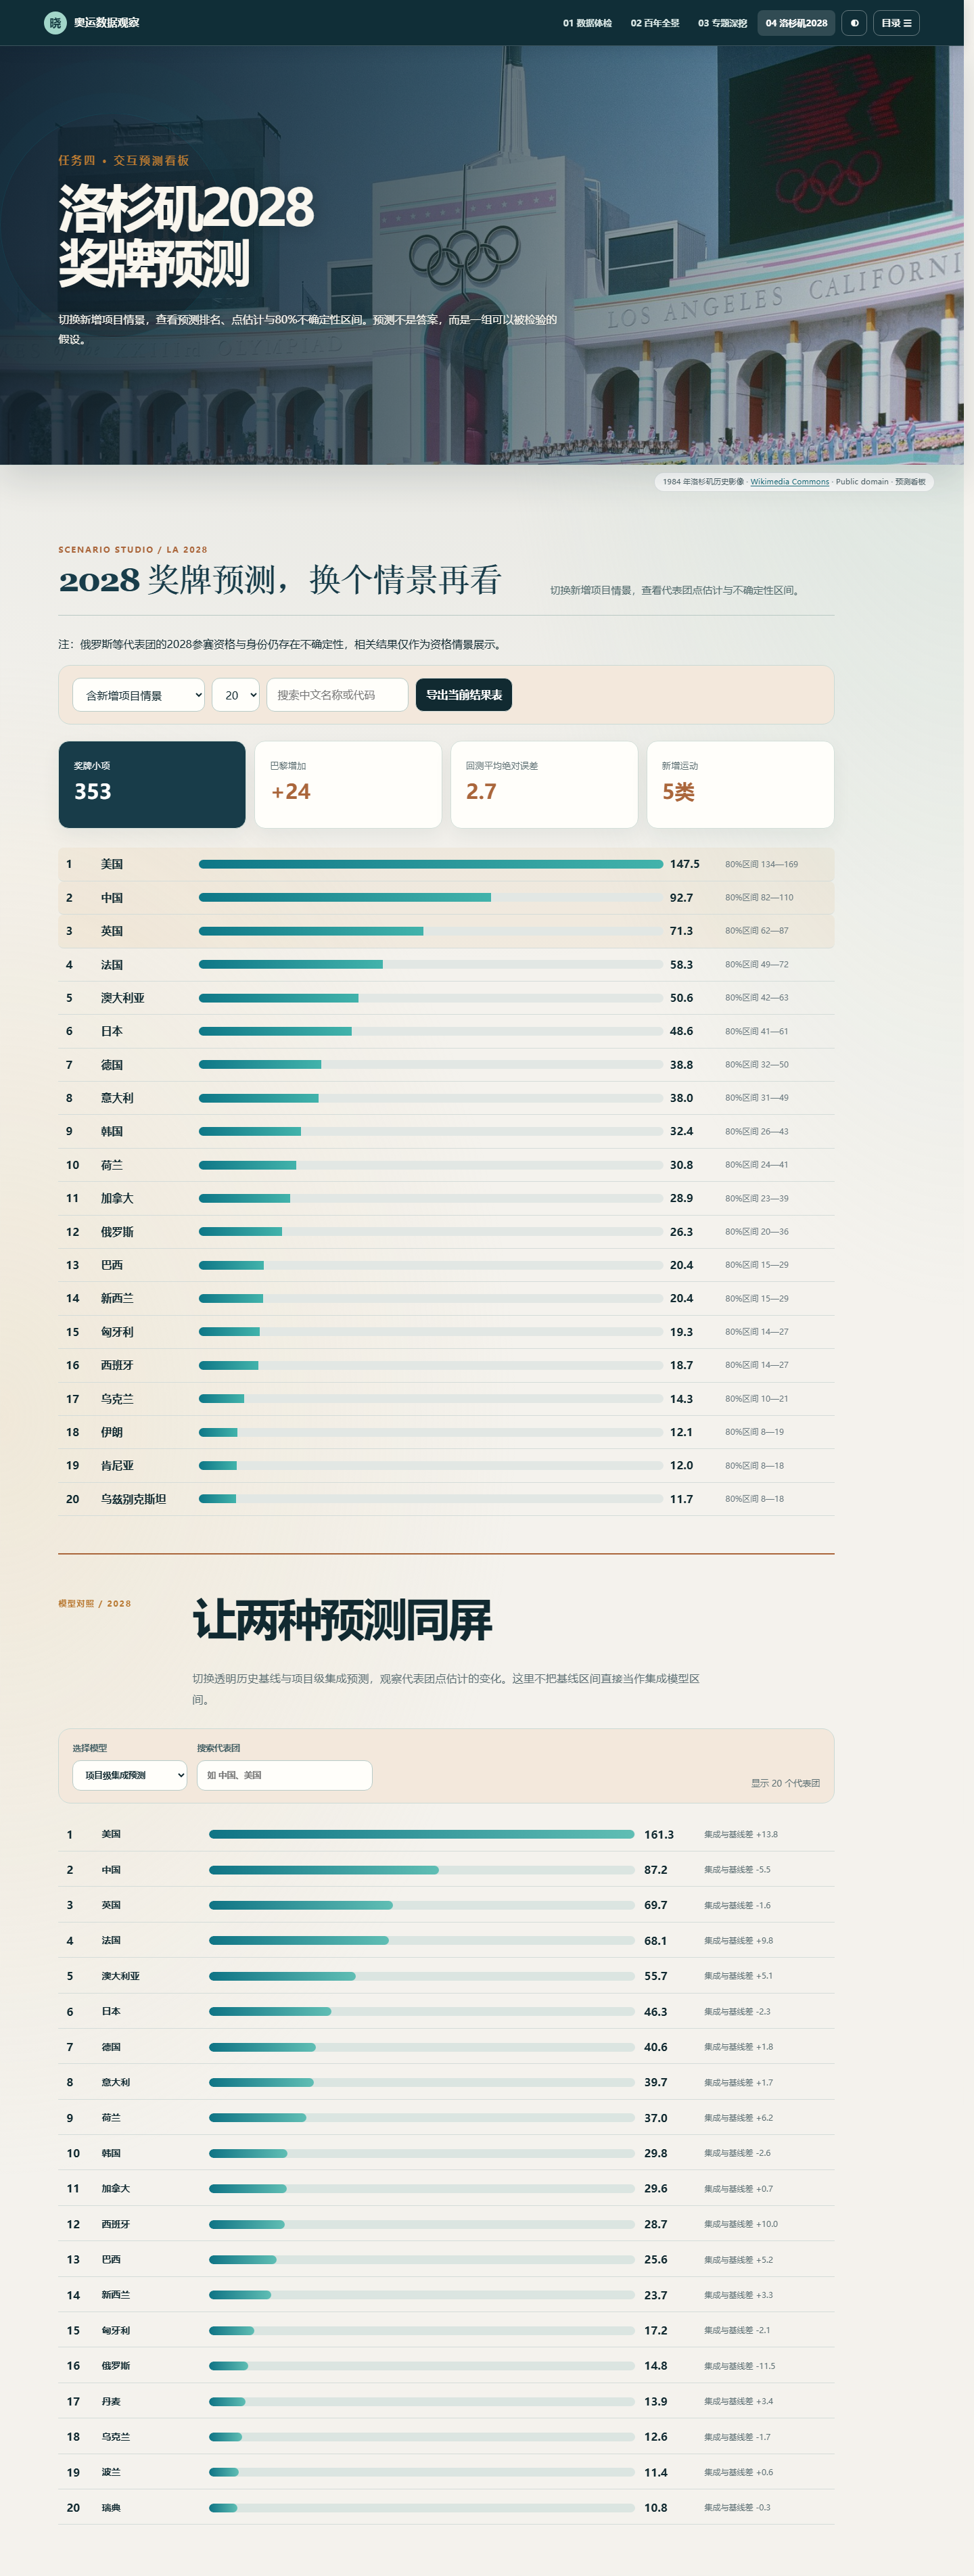 晓 奥运数据观察 01 数据体检 02 百年全景 03 专题深挖 04 洛杉矶2028 目录
任务四 • 交互预测看板
洛杉矶2028
奖牌预测
LOS ANGELES CALIFORNI
切换新增项目情景，查看预测排名、点估计与80%不确定性区间。预测不是答案，而是一组可以被检验的
假设。
1984 年洛杉矶历史影像 · Wikimedia Commons · Public domain · 预测看板
SCENARIO STUDIO / LA 2028
2028 奖牌预测，换个情景再看
切换新增项目情景，查看代表团点估计与不确定性区间。
注：俄罗斯等代表团的2028参赛资格与身份仍存在不确定性，相关结果仅作为资格情景展示。
含新增项目情景 20 搜索中文名称或代码 导出当前结果表
奖牌小项 巴黎增加 回测平均绝对误差 新增运动
353 +24 2.7 5类
1 美国 147.5 80%区间 134—169
2 中国 92.7 80%区间 82—110
3 英国 71.3 80%区间 62—87
4 法国 58.3 80%区间 49—72
5 澳大利亚 50.6 80%区间 42—63
6 日本 48.6 80%区间 41—61
7 德国 38.8 80%区间 32—50
8 意大利 38.0 80%区间 31—49
9 韩国 32.4 80%区间 26—43
10 荷兰 30.8 80%区间 24—41
11 加拿大 28.9 80%区间 23—39
12 俄罗斯 26.3 80%区间 20—36
13 巴西 20.4 80%区间 15—29
14 新西兰 20.4 80%区间 15—29
15 匈牙利 19.3 80%区间 14—27
16 西班牙 18.7 80%区间 14—27
17 乌克兰 14.3 80%区间 10—21
18 伊朗 12.1 80%区间 8—19
19 肯尼亚 12.0 80%区间 8—18
20 乌兹别克斯坦 11.7 80%区间 8—18
模型对照 / 2028
让两种预测同屏
切换透明历史基线与项目级集成预测，观察代表团点估计的变化。这里不把基线区间直接当作集成模型区
间。
选择模型 搜索代表团
项目级集成预测 如 中国、美国 显示 20 个代表团
1 美国 161.3 集成与基线差 +13.8
2 中国 87.2 集成与基线差 -5.5
3 英国 69.7 集成与基线差 -1.6
4 法国 68.1 集成与基线差 +9.8
5 澳大利亚 55.7 集成与基线差 +5.1
6 日本 46.3 集成与基线差 -2.3
7 德国 40.6 集成与基线差 +1.8
8 意大利 39.7 集成与基线差 +1.7
9 荷兰 37.0 集成与基线差 +6.2
10 韩国 29.8 集成与基线差 -2.6
11 加拿大 29.6 集成与基线差 +0.7
12 西班牙 28.7 集成与基线差 +10.0
13 巴西 25.6 集成与基线差 +5.2
14 新西兰 23.7 集成与基线差 +3.3
15 匈牙利 17.2 集成与基线差 -2.1
16 俄罗斯 14.8 集成与基线差 -11.5
17 丹麦 13.9 集成与基线差 +3.4
18 乌克兰 12.6 集成与基线差 -1.7
19 波兰 11.4 集成与基线差 +0.6
20 瑞典 10.8 集成与基线差 -0.3